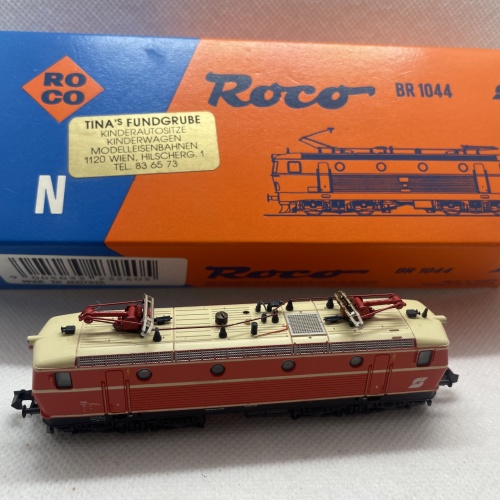 RO
CO
Roco
BR 1044
TINA'S FUNDGRUBE
KINDERAUTOSITZE
KINDERWAGEN
MODELLEISENBAHNEN
1120 WIEN, HILSCHERG. 1
TEL. 83 65 73
N
Roco
BR 1044